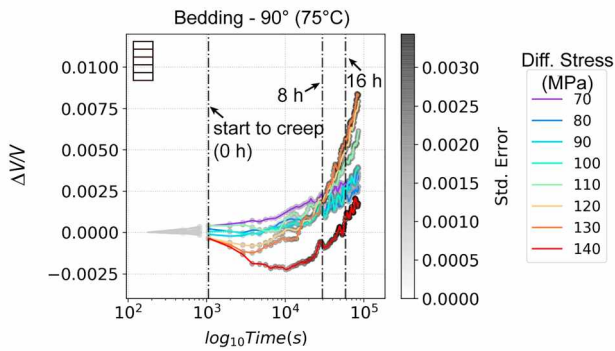 Bedding - 90° (75°C)
0.0100
0.0075
0.0050
0.0025
0.0000
−0.0025
ΔV/V
8 h
16 h
start to creep
(0 h)
10²
10³
10⁴
10⁵
log₁₀Time(s)
0.0030
0.0025
0.0020
0.0015
0.0010
0.0005
0.0000
Std. Error
Diff. Stress
(MPa)
70
80
90
100
110
120
130
140